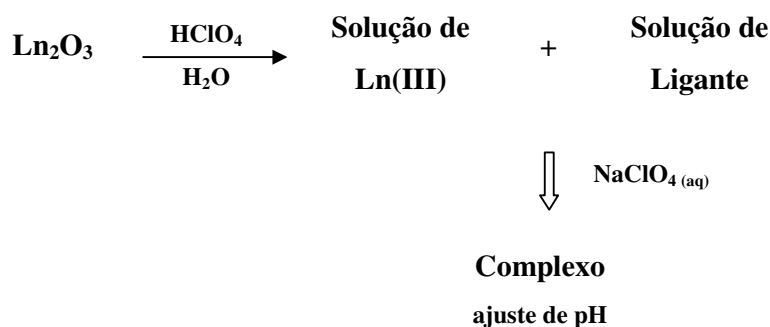 Ln₂O₃
HClO₄
H₂O
Solução de
Ln(III)
+
Solução de
Ligante
NaClO₄ (aq)
Complexo
ajuste de pH